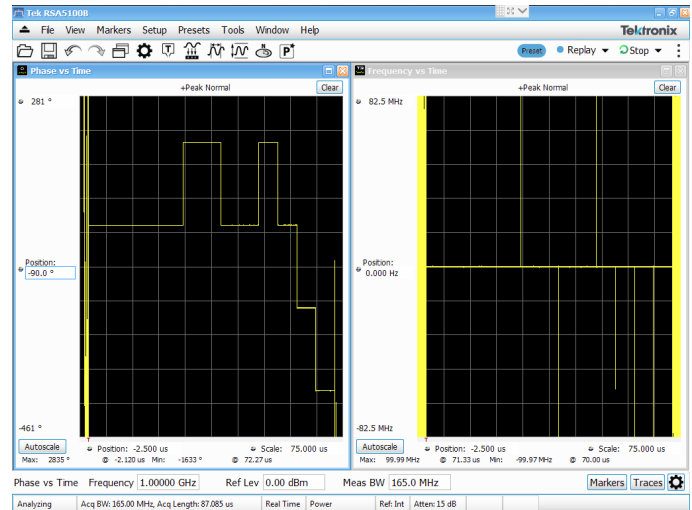 Tek RSA5100B
File View Markers Setup Presets Tools Window Help
Tektronix
Preset Replay Stop
Phase vs Time
Frequency vs Time
+Peak Normal Clear
+Peak Normal Clear
281 °
82.5 MHz
Position:
-90.0 °
Position:
0.000 Hz
-461 °
-82.5 MHz
Autoscale Position: -2.500 us Scale: 75.000 us
Max: 2835 ° @ -2.120 us Min: -1633 ° @ 72.27 us
Autoscale Position: -2.500 us Scale: 75.000 us
Max: 99.99 MHz @ 71.33 us Min: -99.97 MHz @ 70.00 us
Phase vs Time Frequency 1.00000 GHz Ref Lev 0.00 dBm Meas BW 165.0 MHz Markers Traces
Analyzing Acq BW: 165.00 MHz, Acq Length: 87.085 us Real Time Power Ref: Int Atten: 15 dB